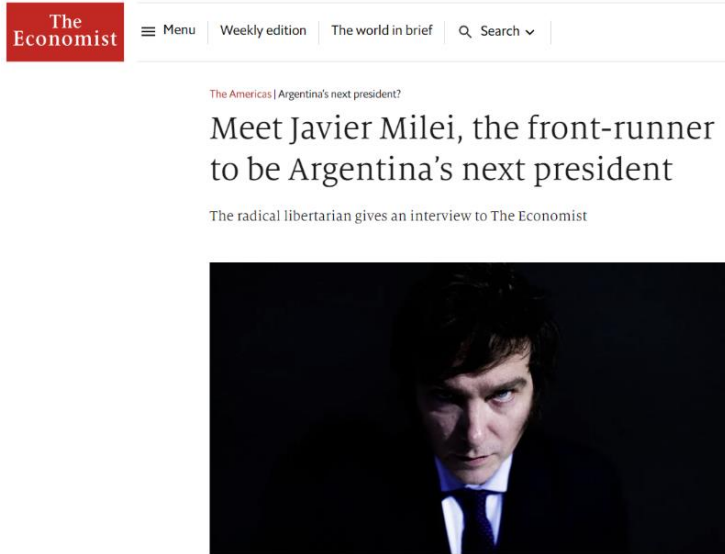 The
Economist
Menu
Weekly edition
The world in brief
Search
The Americas | Argentina's next president?
Meet Javier Milei, the front-runner
to be Argentina's next president
The radical libertarian gives an interview to The Economist